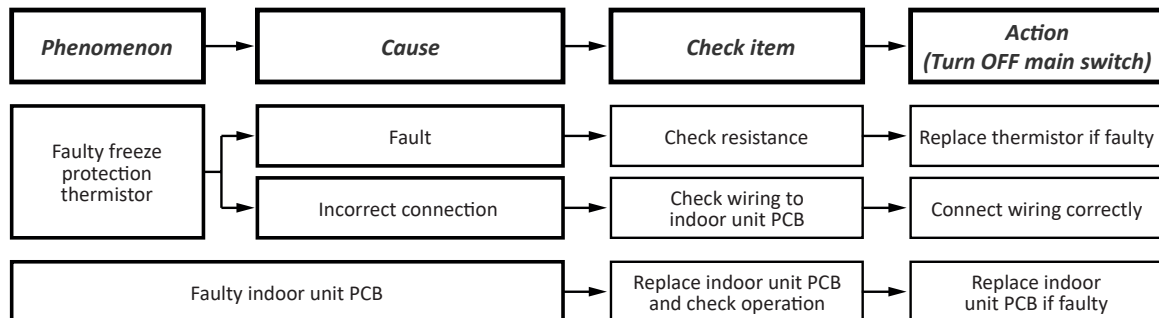 Phenomenon
Cause
Check item
Action
(Turn OFF main switch)
Faulty freeze
protection
thermistor
Fault
Check resistance
Replace thermistor if faulty
Incorrect connection
Check wiring to
indoor unit PCB
Connect wiring correctly
Faulty indoor unit PCB
Replace indoor unit PCB
and check operation
Replace indoor
unit PCB if faulty